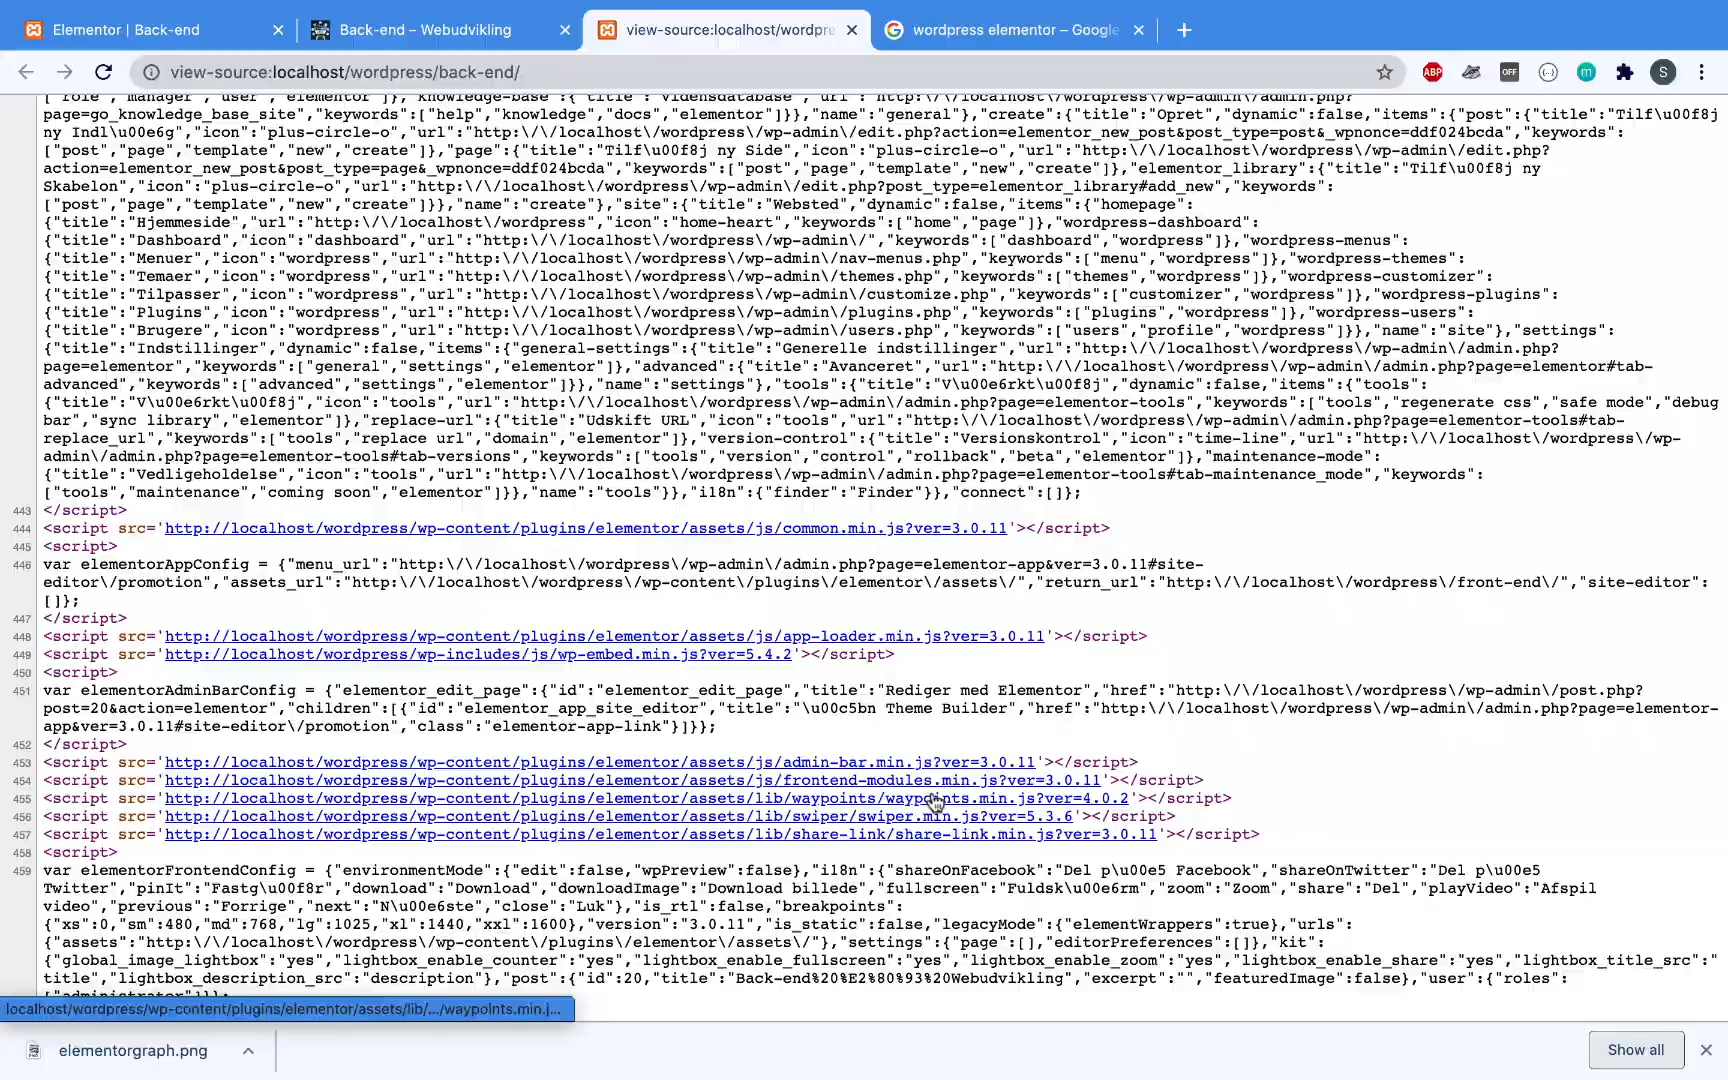 Elementor | Back-end
Back-end – Webudvikling
view-source:localhost/wordpre
wordpress elementor – Google
view-source:localhost/wordpress/back-end/
ABP
OFF
m
S
["role","manager","user","elementor"]},"knowledge-base":{"title":"Vidensdatabase","url":"http:\/\/localhost\/wordpress\/wp-admin\/admin.php?
page=go_knowledge_base_site","keywords":["help","knowledge","docs","elementor"]}},"name":"general"},"create":{"title":"Opret","dynamic":false,"items":{"post":{"title":"Tilf\u00f8j
ny Indl\u00e6g","icon":"plus-circle-o","url":"http:\/\/localhost\/wordpress\/wp-admin\/edit.php?action=elementor_new_post&post_type=post&_wpnonce=ddf024bcda","keywords":
["post","page","template","new","create"]},"page":{"title":"Tilf\u00f8j ny Side","icon":"plus-circle-o","url":"http:\/\/localhost\/wordpress\/wp-admin\/edit.php?
action=elementor_new_post&post_type=page&_wpnonce=ddf024bcda","keywords":["post","page","template","new","create"]},"elementor_library":{"title":"Tilf\u00f8j ny
Skabelon","icon":"plus-circle-o","url":"http:\/\/localhost\/wordpress\/wp-admin\/edit.php?post_type=elementor_library#add_new","keywords":
["post","page","template","new","create"]}},"name":"create"},"site":{"title":"Websted","dynamic":false,"items":{"homepage":
{"title":"Hjemmeside","url":"http:\/\/localhost\/wordpress","icon":"home-heart","keywords":["home","page"]},"wordpress-dashboard":
{"title":"Dashboard","icon":"dashboard","url":"http:\/\/localhost\/wordpress\/wp-admin\/","keywords":["dashboard","wordpress"]},"wordpress-menus":
{"title":"Menuer","icon":"wordpress","url":"http:\/\/localhost\/wordpress\/wp-admin\/nav-menus.php","keywords":["menu","wordpress"]},"wordpress-themes":
{"title":"Temaer","icon":"wordpress","url":"http:\/\/localhost\/wordpress\/wp-admin\/themes.php","keywords":["themes","wordpress"]},"wordpress-customizer":
{"title":"Tilpasser","icon":"wordpress","url":"http:\/\/localhost\/wordpress\/wp-admin\/customize.php","keywords":["customizer","wordpress"]},"wordpress-plugins":
{"title":"Plugins","icon":"wordpress","url":"http:\/\/localhost\/wordpress\/wp-admin\/plugins.php","keywords":["plugins","wordpress"]},"wordpress-users":
{"title":"Brugere","icon":"wordpress","url":"http:\/\/localhost\/wordpress\/wp-admin\/users.php","keywords":["users","profile","wordpress"]}},"name":"site"},"settings":
{"title":"Indstillinger","dynamic":false,"items":{"general-settings":{"title":"Generelle indstillinger","url":"http:\/\/localhost\/wordpress\/wp-admin\/admin.php?
page=elementor","keywords":["general","settings","elementor"]},"advanced":{"title":"Avanceret","url":"http:\/\/localhost\/wordpress\/wp-admin\/admin.php?page=elementor#tab-
advanced","keywords":["advanced","settings","elementor"]}},"name":"settings"},"tools":{"title":"V\u00e6rkt\u00f8j","dynamic":false,"items":{"tools":
{"title":"V\u00e6rkt\u00f8j","icon":"tools","url":"http:\/\/localhost\/wordpress\/wp-admin\/admin.php?page=elementor-tools","keywords":["tools","regenerate css","safe mode","debug
bar","sync library","elementor"]},"replace-url":{"title":"Udskift URL","icon":"tools","url":"http:\/\/localhost\/wordpress\/wp-admin\/admin.php?page=elementor-tools#tab-
replace_url","keywords":["tools","replace url","domain","elementor"]},"version-control":{"title":"Versionskontrol","icon":"time-line","url":"http:\/\/localhost\/wordpress\/wp-
admin\/admin.php?page=elementor-tools#tab-versions","keywords":["tools","version","control","rollback","beta","elementor"]},"maintenance-mode":
{"title":"Vedligeholdelse","icon":"tools","url":"http:\/\/localhost\/wordpress\/wp-admin\/admin.php?page=elementor-tools#tab-maintenance_mode","keywords":
["tools","maintenance","coming soon","elementor"]}},"name":"tools"}},"i18n":{"finder":"Finder"}},"connect":[]};
443 </script>
444 <script src='http://localhost/wordpress/wp-content/plugins/elementor/assets/js/common.min.js?ver=3.0.11'></script>
445 <script>
446 var elementorAppConfig = {"menu_url":"http:\/\/localhost\/wordpress\/wp-admin\/admin.php?page=elementor-app&ver=3.0.11#site-
editor\/promotion","assets_url":"http:\/\/localhost\/wordpress\/wp-content\/plugins\/elementor\/assets\/","return_url":"http:\/\/localhost\/wordpress\/front-end\/","site-editor":
[]};
447 </script>
448 <script src='http://localhost/wordpress/wp-content/plugins/elementor/assets/js/app-loader.min.js?ver=3.0.11'></script>
449 <script src='http://localhost/wordpress/wp-includes/js/wp-embed.min.js?ver=5.4.2'></script>
450 <script>
451 var elementorAdminBarConfig = {"elementor_edit_page":{"id":"elementor_edit_page","title":"Rediger med Elementor","href":"http:\/\/localhost\/wordpress\/wp-admin\/post.php?
post=20&action=elementor","children":[{"id":"elementor_app_site_editor","title":"\u00c5bn Theme Builder","href":"http:\/\/localhost\/wordpress\/wp-admin\/admin.php?page=elementor-
app&ver=3.0.11#site-editor\/promotion","class":"elementor-app-link"}]}};
452 </script>
453 <script src='http://localhost/wordpress/wp-content/plugins/elementor/assets/js/admin-bar.min.js?ver=3.0.11'></script>
454 <script src='http://localhost/wordpress/wp-content/plugins/elementor/assets/js/frontend-modules.min.js?ver=3.0.11'></script>
455 <script src='http://localhost/wordpress/wp-content/plugins/elementor/assets/lib/waypoints/waypoints.min.js?ver=4.0.2'></script>
456 <script src='http://localhost/wordpress/wp-content/plugins/elementor/assets/lib/swiper/swiper.min.js?ver=5.3.6'></script>
457 <script src='http://localhost/wordpress/wp-content/plugins/elementor/assets/lib/share-link/share-link.min.js?ver=3.0.11'></script>
458 <script>
459 var elementorFrontendConfig = {"environmentMode":{"edit":false,"wpPreview":false},"i18n":{"shareOnFacebook":"Del p\u00e5 Facebook","shareOnTwitter":"Del p\u00e5
Twitter","pinIt":"Fastg\u00f8r","download":"Download","downloadImage":"Download billede","fullscreen":"Fuldsk\u00e6rm","zoom":"Zoom","share":"Del","playVideo":"Afspil
video","previous":"Forrige","next":"N\u00e6ste","close":"Luk"},"is_rtl":false,"breakpoints":
{"xs":0,"sm":480,"md":768,"lg":1025,"xl":1440,"xxl":1600},"version":"3.0.11","is_static":false,"legacyMode":{"elementWrappers":true},"urls":
{"assets":"http:\/\/localhost\/wordpress\/wp-content\/plugins\/elementor\/assets\/"},"settings":{"page":[],"editorPreferences":[]},"kit":
{"global_image_lightbox":"yes","lightbox_enable_counter":"yes","lightbox_enable_fullscreen":"yes","lightbox_enable_zoom":"yes","lightbox_enable_share":"yes","lightbox_title_src":"
title","lightbox_description_src":"description"},"post":{"id":20,"title":"Back-end%20%E2%80%93%20Webudvikling","excerpt":"","featuredImage":false},"user":{"roles":
["administrator"]}};
localhost/wordpress/wp-content/plugins/elementor/assets/lib/.../waypoints.min.j...
elementorgraph.png
Show all